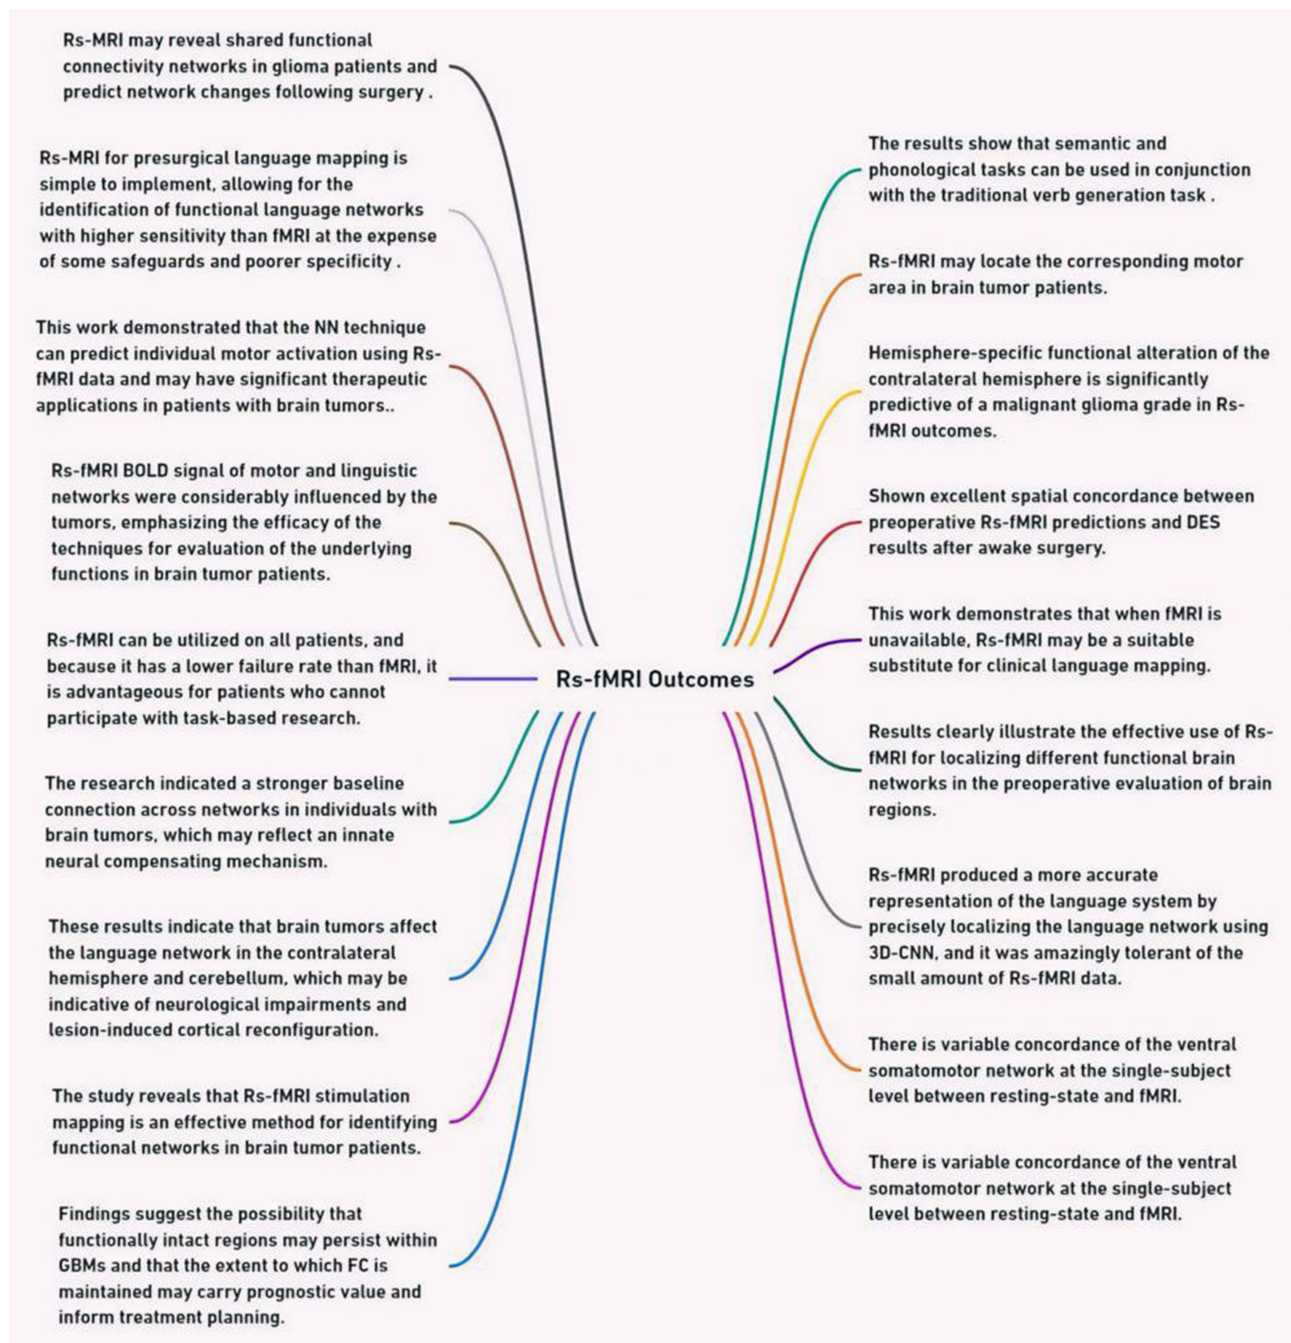 Rs-MRI may reveal shared functional
connectivity networks in glioma patients and
predict network changes following surgery .
Rs-MRI for presurgical language mapping is
simple to implement, allowing for the
identification of functional language networks
with higher sensitivity than fMRI at the expense
of some safeguards and poorer specificity .
This work demonstrated that the NN technique
can predict individual motor activation using Rs-
fMRI data and may have significant therapeutic
applications in patients with brain tumors..
Rs-fMRI BOLD signal of motor and linguistic
networks were considerably influenced by the
tumors, emphasizing the efficacy of the
techniques for evaluation of the underlying
functions in brain tumor patients.
Rs-fMRI can be utilized on all patients, and
because it has a lower failure rate than fMRI, it
is advantageous for patients who cannot
participate with task-based research.
The research indicated a stronger baseline
connection across networks in individuals with
brain tumors, which may reflect an innate
neural compensating mechanism.
These results indicate that brain tumors affect
the language network in the contralateral
hemisphere and cerebellum, which may be
indicative of neurological impairments and
lesion-induced cortical reconfiguration.
The study reveals that Rs-fMRI stimulation
mapping is an effective method for identifying
functional networks in brain tumor patients.
Findings suggest the possibility that
functionally intact regions may persist within
GBMs and that the extent to which FC is
maintained may carry prognostic value and
inform treatment planning.
Rs-fMRI Outcomes
The results show that semantic and
phonological tasks can be used in conjunction
with the traditional verb generation task .
Rs-fMRI may locate the corresponding motor
area in brain tumor patients.
Hemisphere-specific functional alteration of the
contralateral hemisphere is significantly
predictive of a malignant glioma grade in Rs-
fMRI outcomes.
Shown excellent spatial concordance between
preoperative Rs-fMRI predictions and DES
results after awake surgery.
This work demonstrates that when fMRI is
unavailable, Rs-fMRI may be a suitable
substitute for clinical language mapping.
Results clearly illustrate the effective use of Rs-
fMRI for localizing different functional brain
networks in the preoperative evaluation of brain
regions.
Rs-fMRI produced a more accurate
representation of the language system by
precisely localizing the language network using
3D-CNN, and it was amazingly tolerant of the
small amount of Rs-fMRI data.
There is variable concordance of the ventral
somatomotor network at the single-subject
level between resting-state and fMRI.
There is variable concordance of the ventral
somatomotor network at the single-subject
level between resting-state and fMRI.